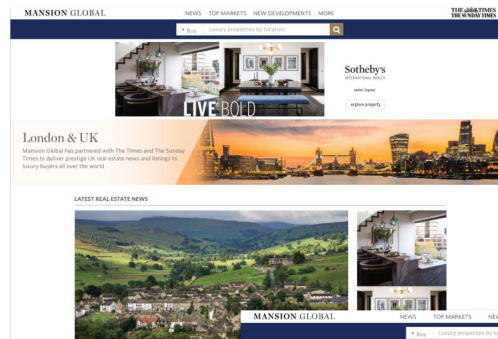 MANSION GLOBAL
NEWS TOP MARKETS NEW DEVELOPMENTS MORE
THE TIMES
THE SUNDAY TIMES
Buy Luxury properties by location
LIVE BOLD
Sotheby's
INTERNATIONAL REALTY
London, England
explore property
London & UK
Mansion Global has partnered with The Times and The Sunday
Times to deliver prestige UK real estate news and listings to
luxury buyers all over the world
LATEST REAL ESTATE NEWS
MANSION GLOBAL
NEWS TOP MARKETS
Buy Luxury properties by